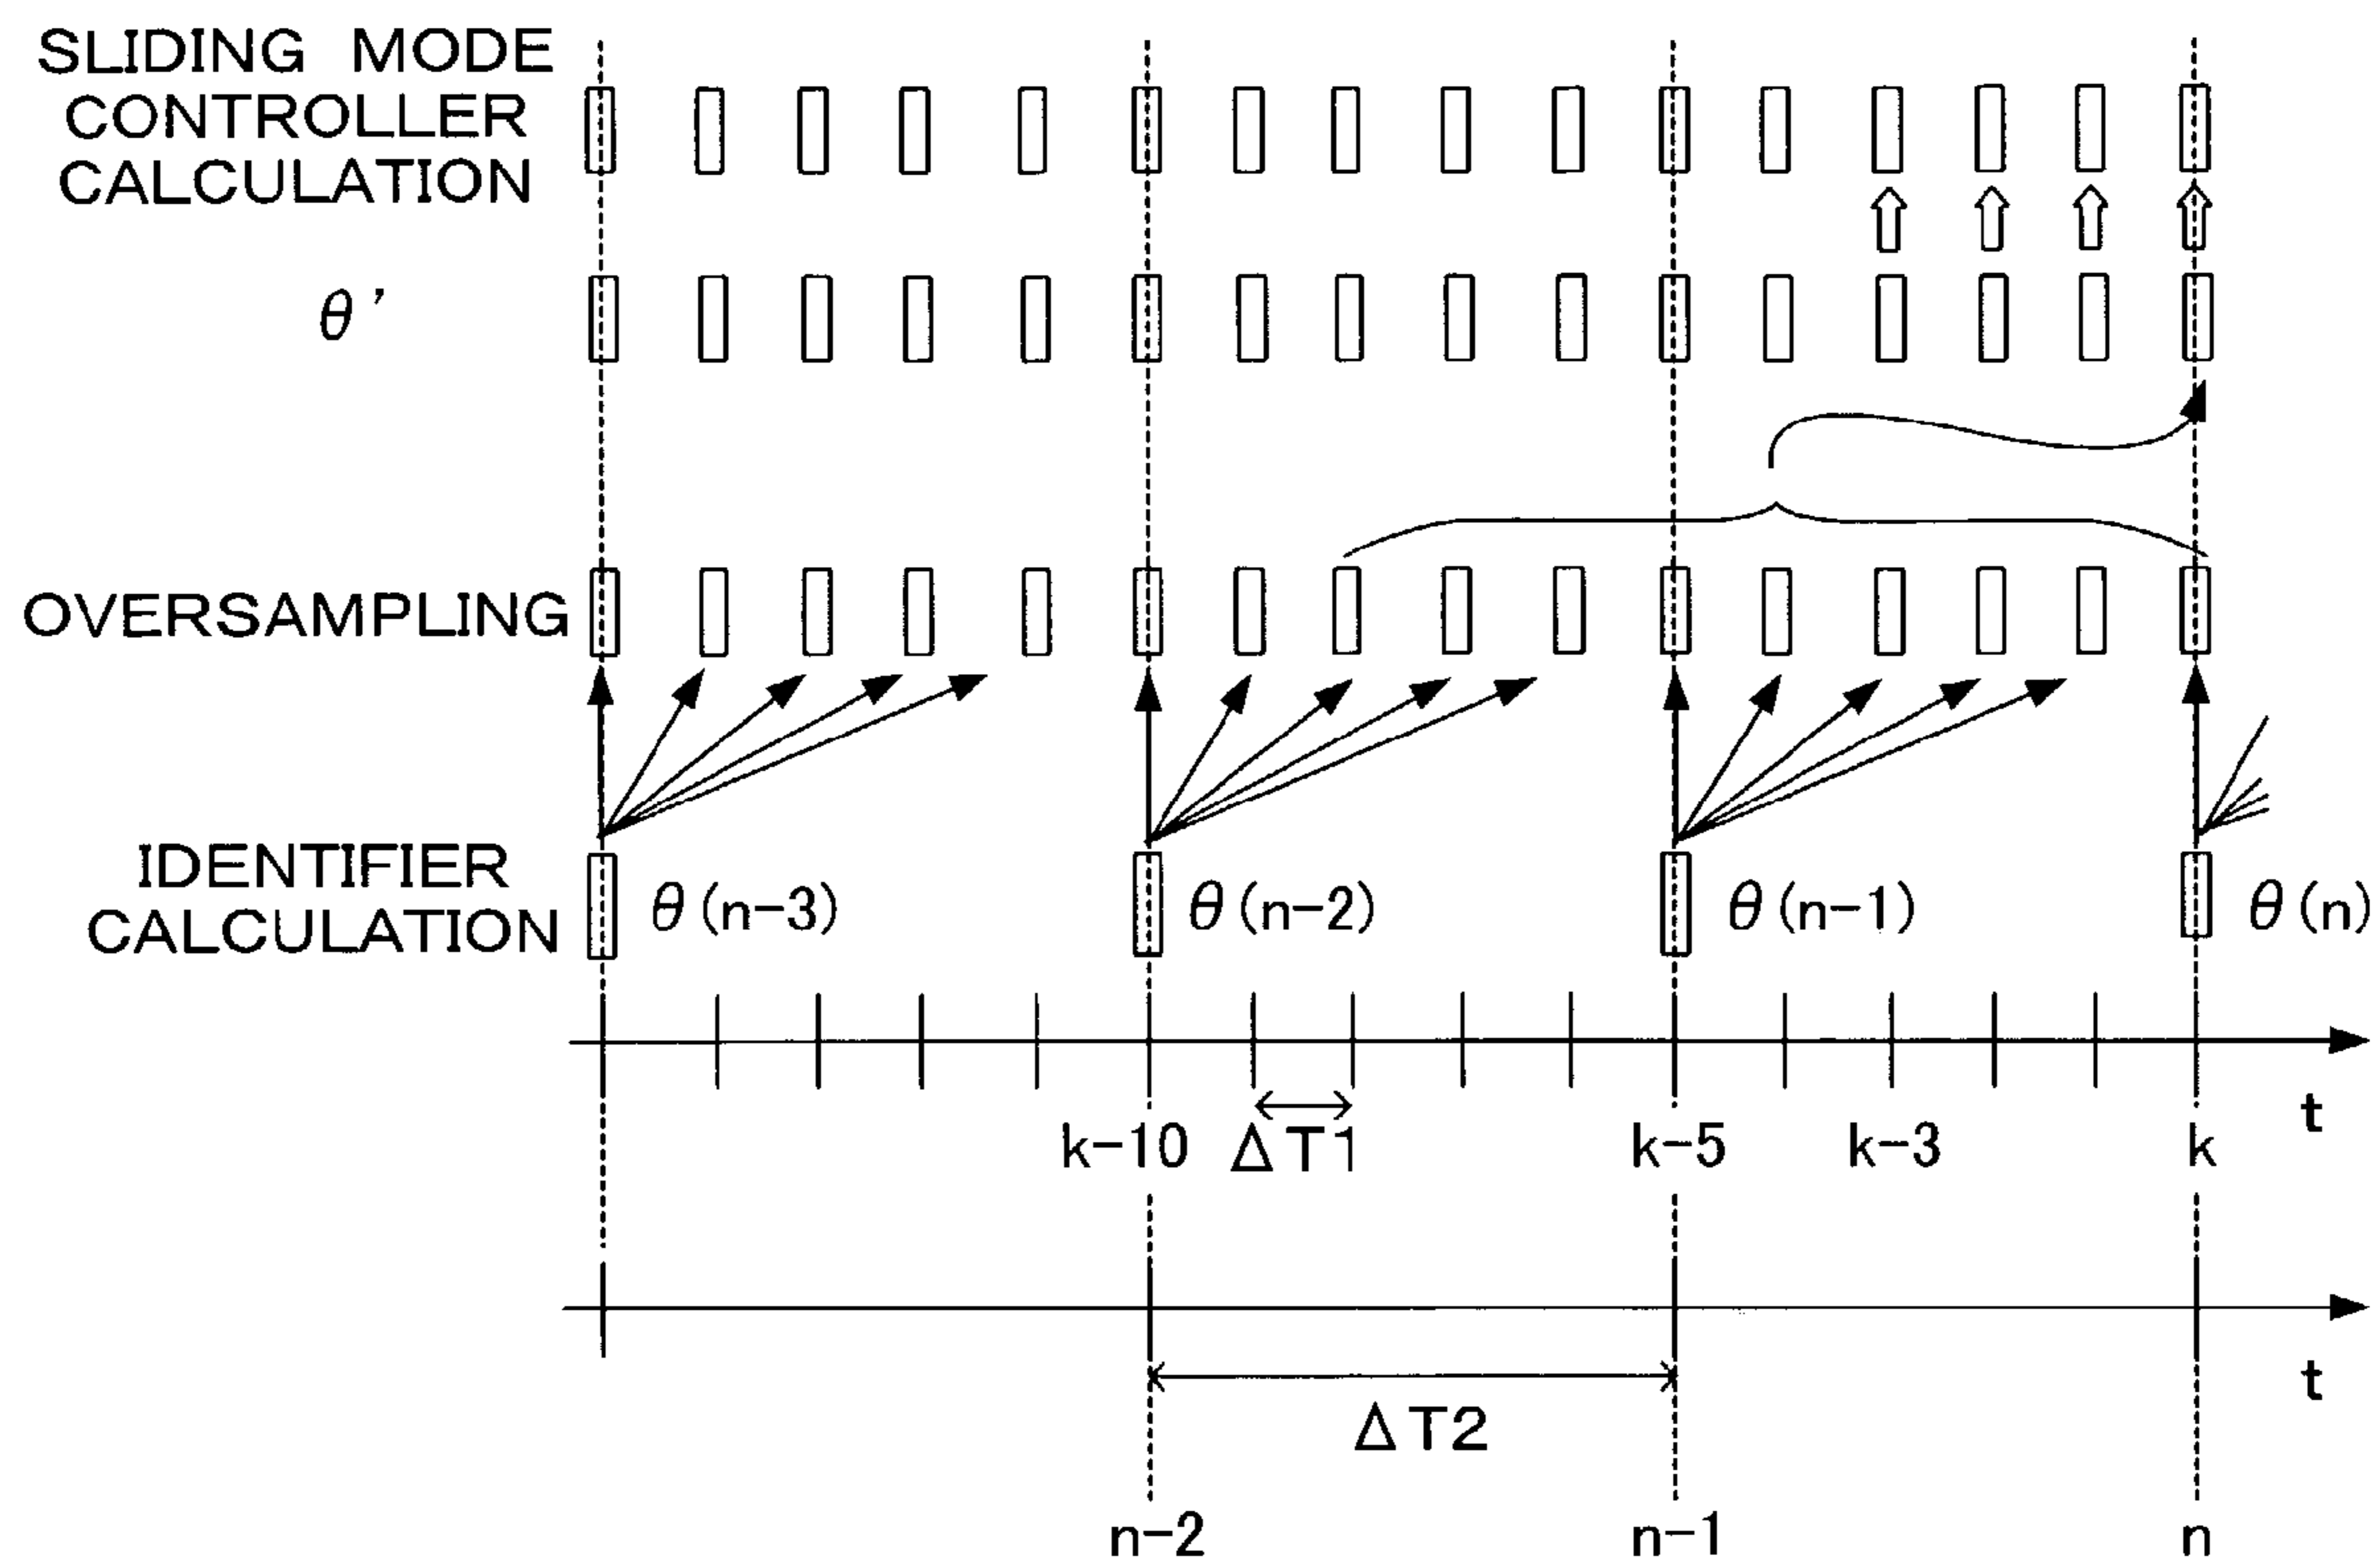 SLIDING MODE
CONTROLLER
CALCULATION
θ'
OVERSAMPLING
IDENTIFIER
CALCULATION
θ(n-3)
θ(n-2)
θ(n-1)
θ(n)
t
k-10
ΔT1
k-5
k-3
k
t
ΔT2
n-2
n-1
n